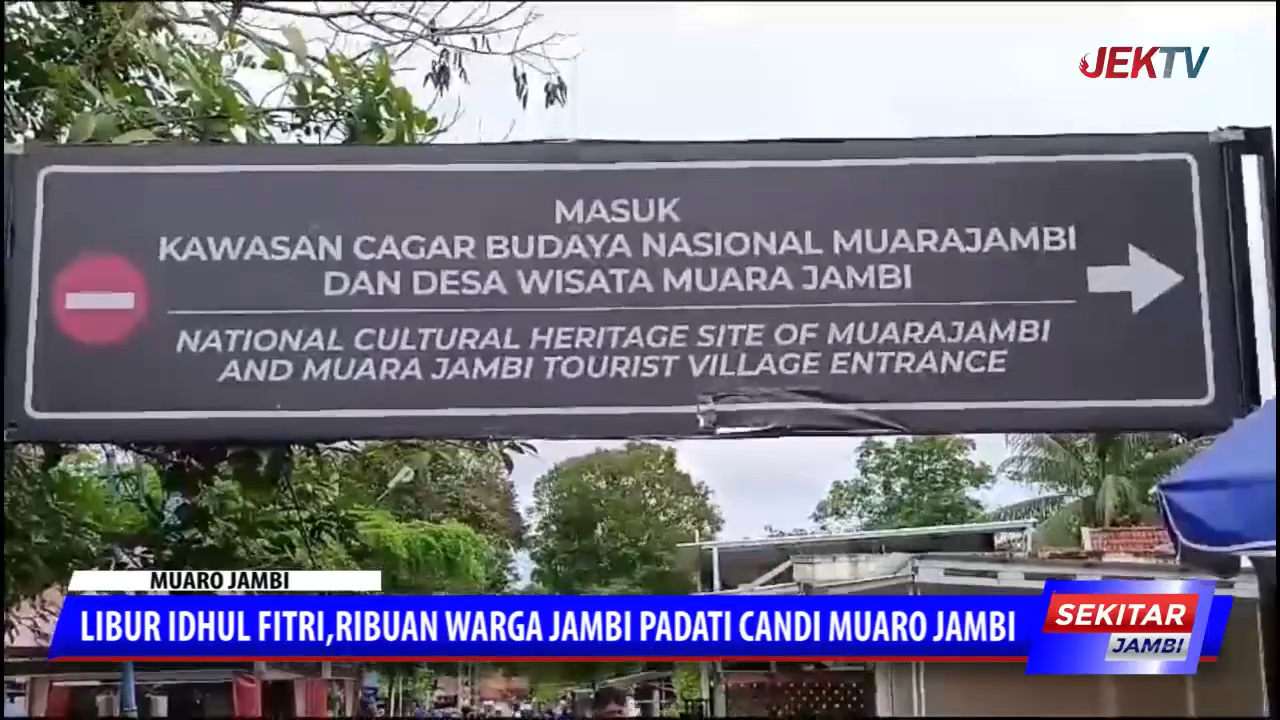 JEKTV
MASUK
KAWASAN CAGAR BUDAYA NASIONAL MUARAJAMBI
DAN DESA WISATA MUARA JAMBI
NATIONAL CULTURAL HERITAGE SITE OF MUARAJAMBI
AND MUARA JAMBI TOURIST VILLAGE ENTRANCE
MUARO JAMBI
LIBUR IDHUL FITRI,RIBUAN WARGA JAMBI PADATI CANDI MUARO JAMBI
SEKITAR
JAMBI